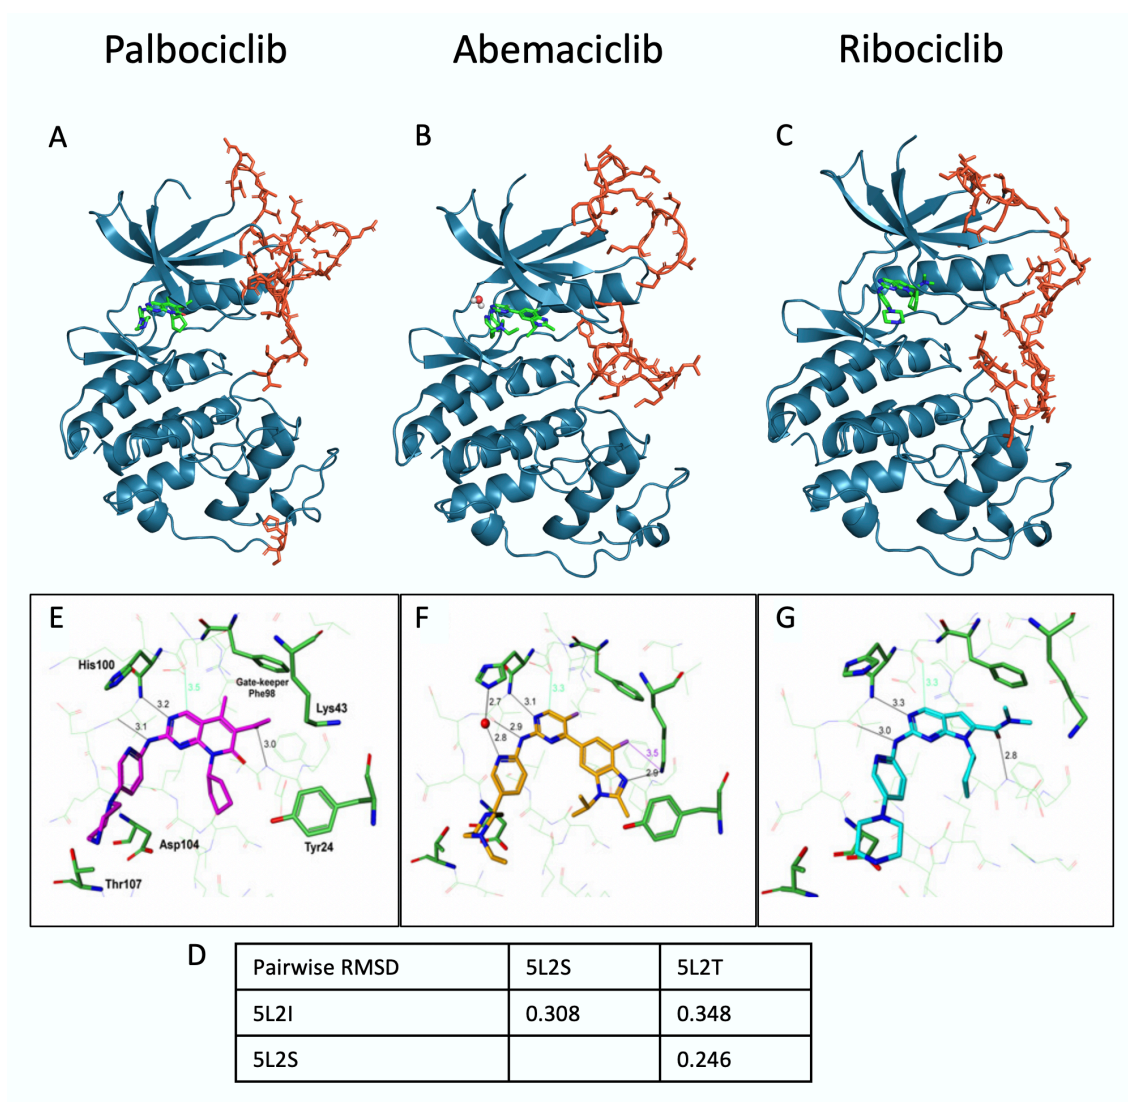 Palbociclib Abemaciclib Ribociclib
A B C
E F G
His100
Gate-keeper
Phe98
Lys43
3.5
3.2
3.1
3.0
Asp104
Tyr24
Thr107
3.3
2.7
3.1
2.9
2.8
3.5
2.9
3.3
3.3
3.0
2.8
D
Pairwise RMSD 5L2S 5L2T
5L2I 0.308 0.348
5L2S 0.246